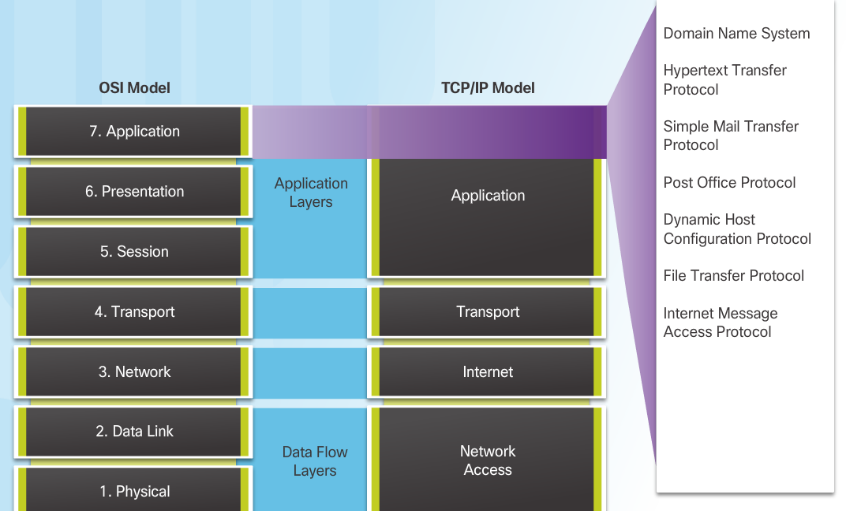 OSI Model
TCP/IP Model
7. Application
6. Presentation
5. Session
4. Transport
3. Network
2. Data Link
1. Physical
Application
Layers
Data Flow
Layers
Application
Transport
Internet
Network
Access
Domain Name System
Hypertext Transfer
Protocol
Simple Mail Transfer
Protocol
Post Office Protocol
Dynamic Host
Configuration Protocol
File Transfer Protocol
Internet Message
Access Protocol